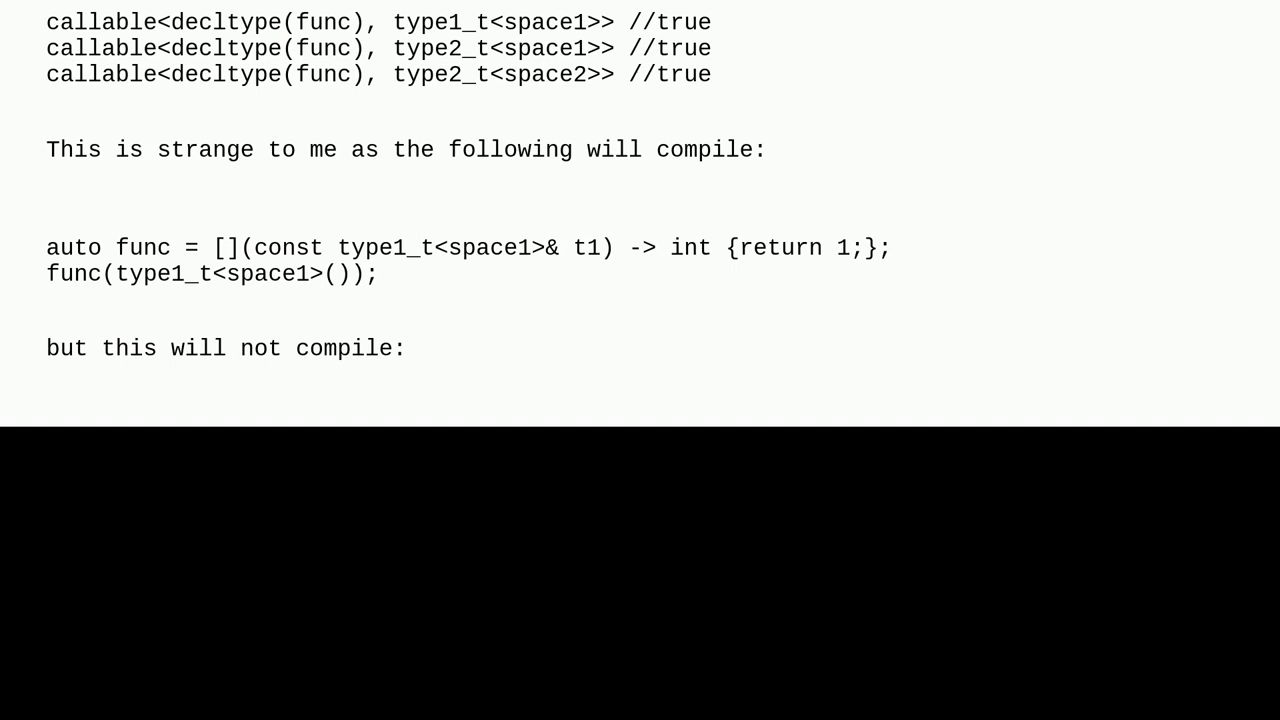 callable<decltype(func), type1_t<space1>> //true
callable<decltype(func), type2_t<space1>> //true
callable<decltype(func), type2_t<space2>> //true
This is strange to me as the following will compile:
auto func = [](const type1_t<space1>& t1) -> int {return 1;};
func(type1_t<space1>());
but this will not compile: